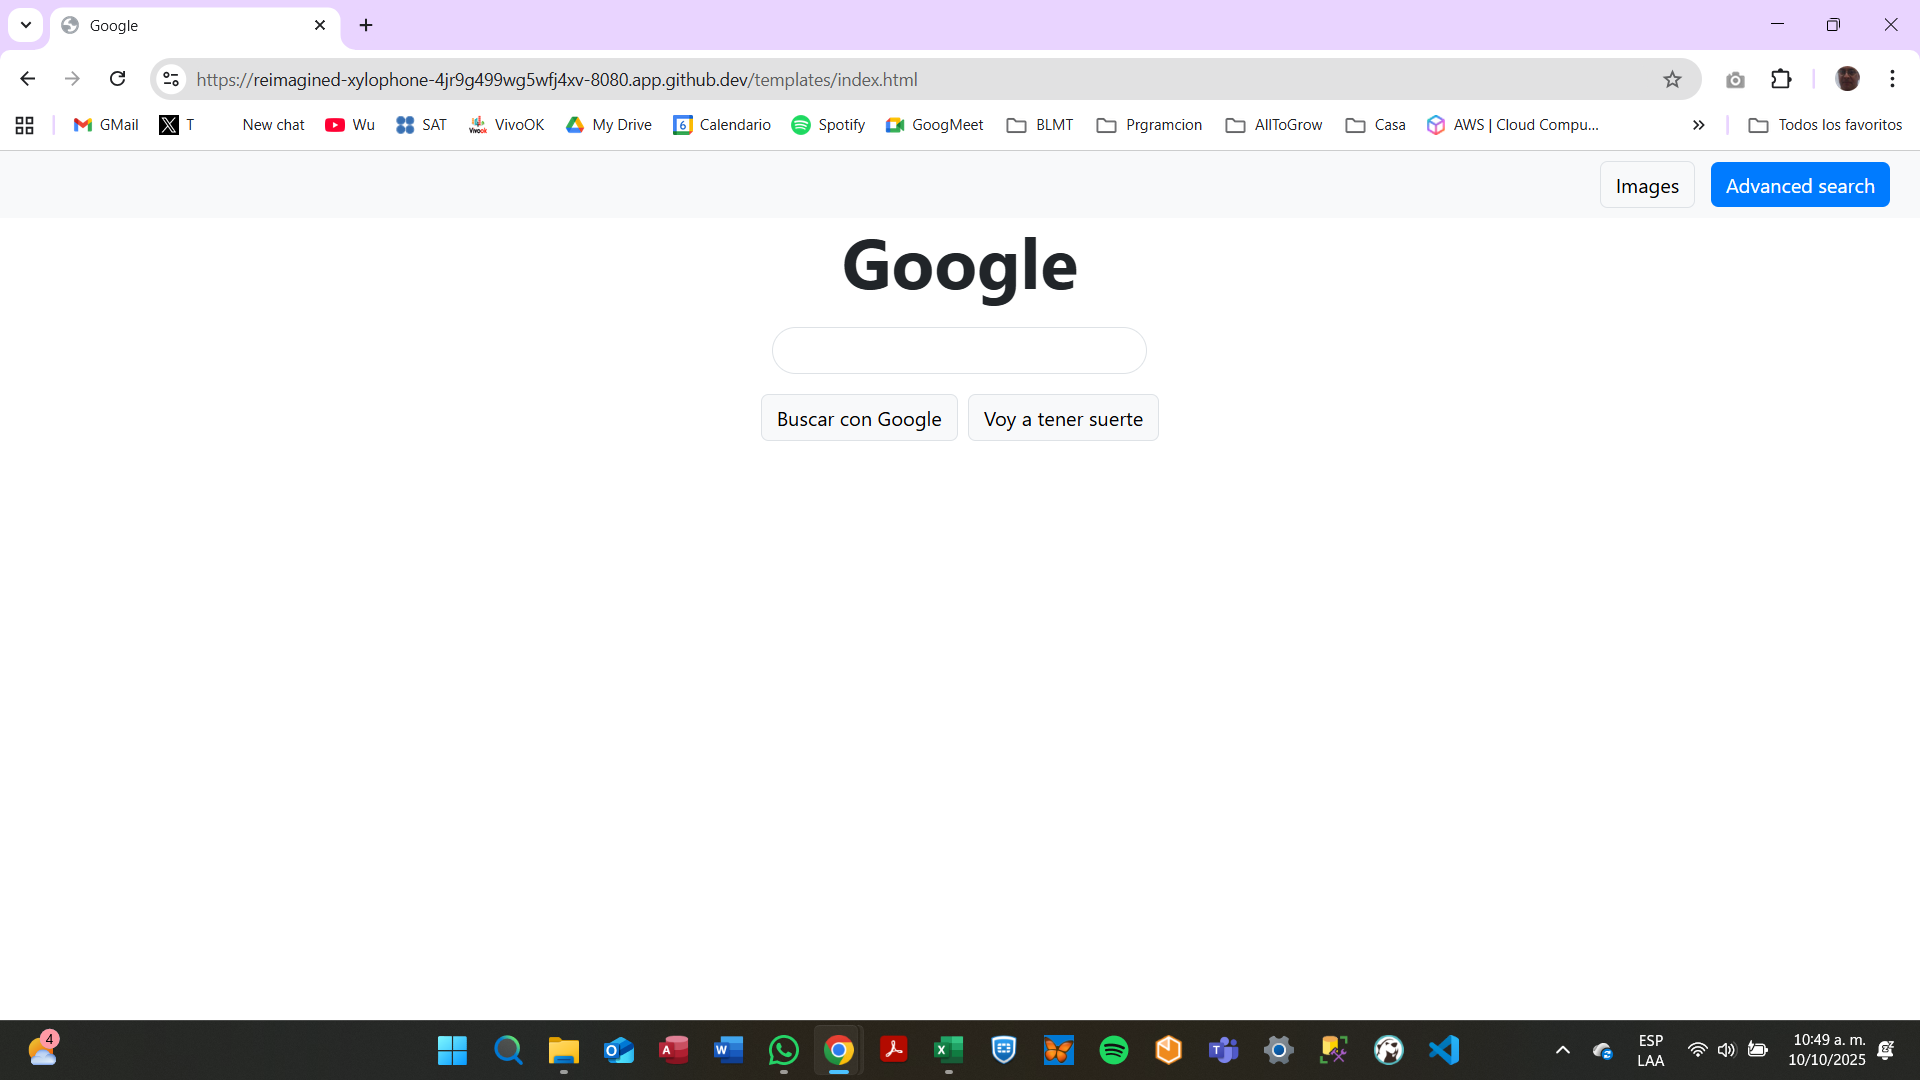 Google
https://reimagined-xylophone-4jr9g499wg5wfj4xv-8080.app.github.dev/templates/index.html
GMail T New chat Wu SAT VivoOK My Drive 6 Calendario Spotify GoogMeet BLMT Prgramcion AllToGrow Casa AWS | Cloud Compu... » Todos los favoritos
Images Advanced search
Google
Buscar con Google Voy a tener suerte
4
ESP
LAA
10:49 a. m.
10/10/2025